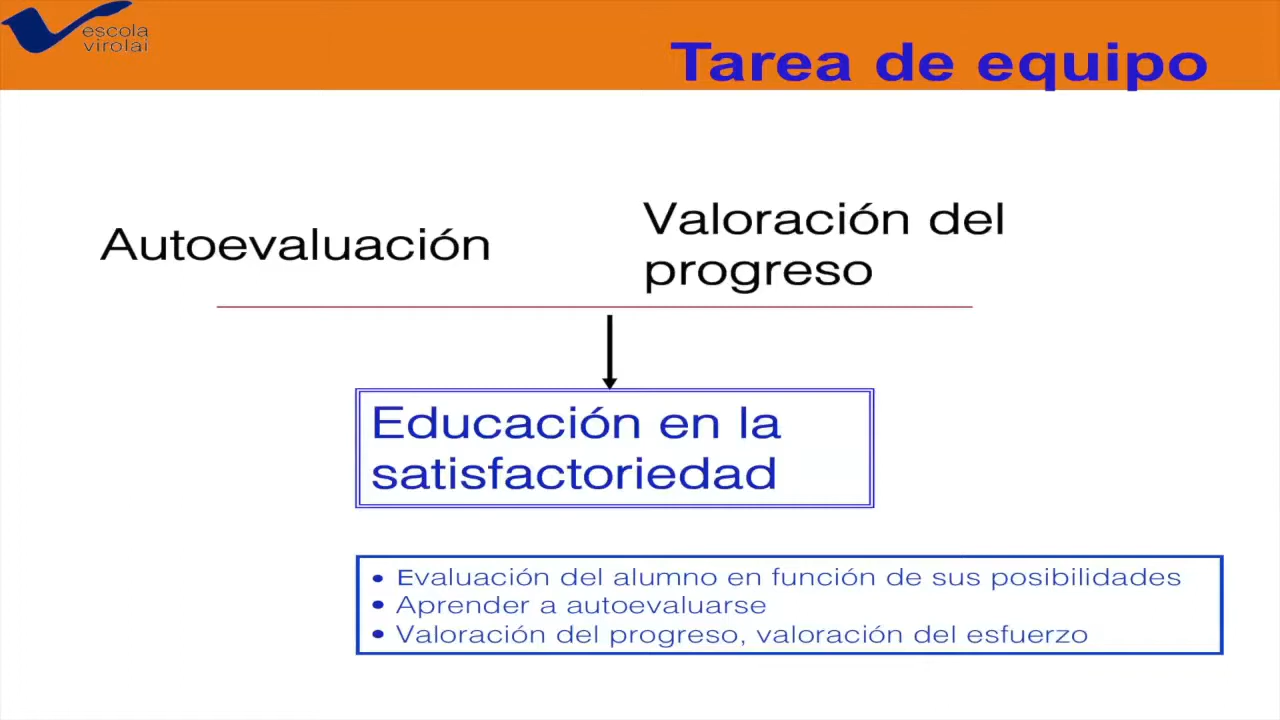 escola
virolai
Tarea de equipo
Autoevaluación
Valoración del
progreso
Educación en la
satisfactoriedad
• Evaluación del alumno en función de sus posibilidades
• Aprender a autoevaluarse
• Valoración del progreso, valoración del esfuerzo